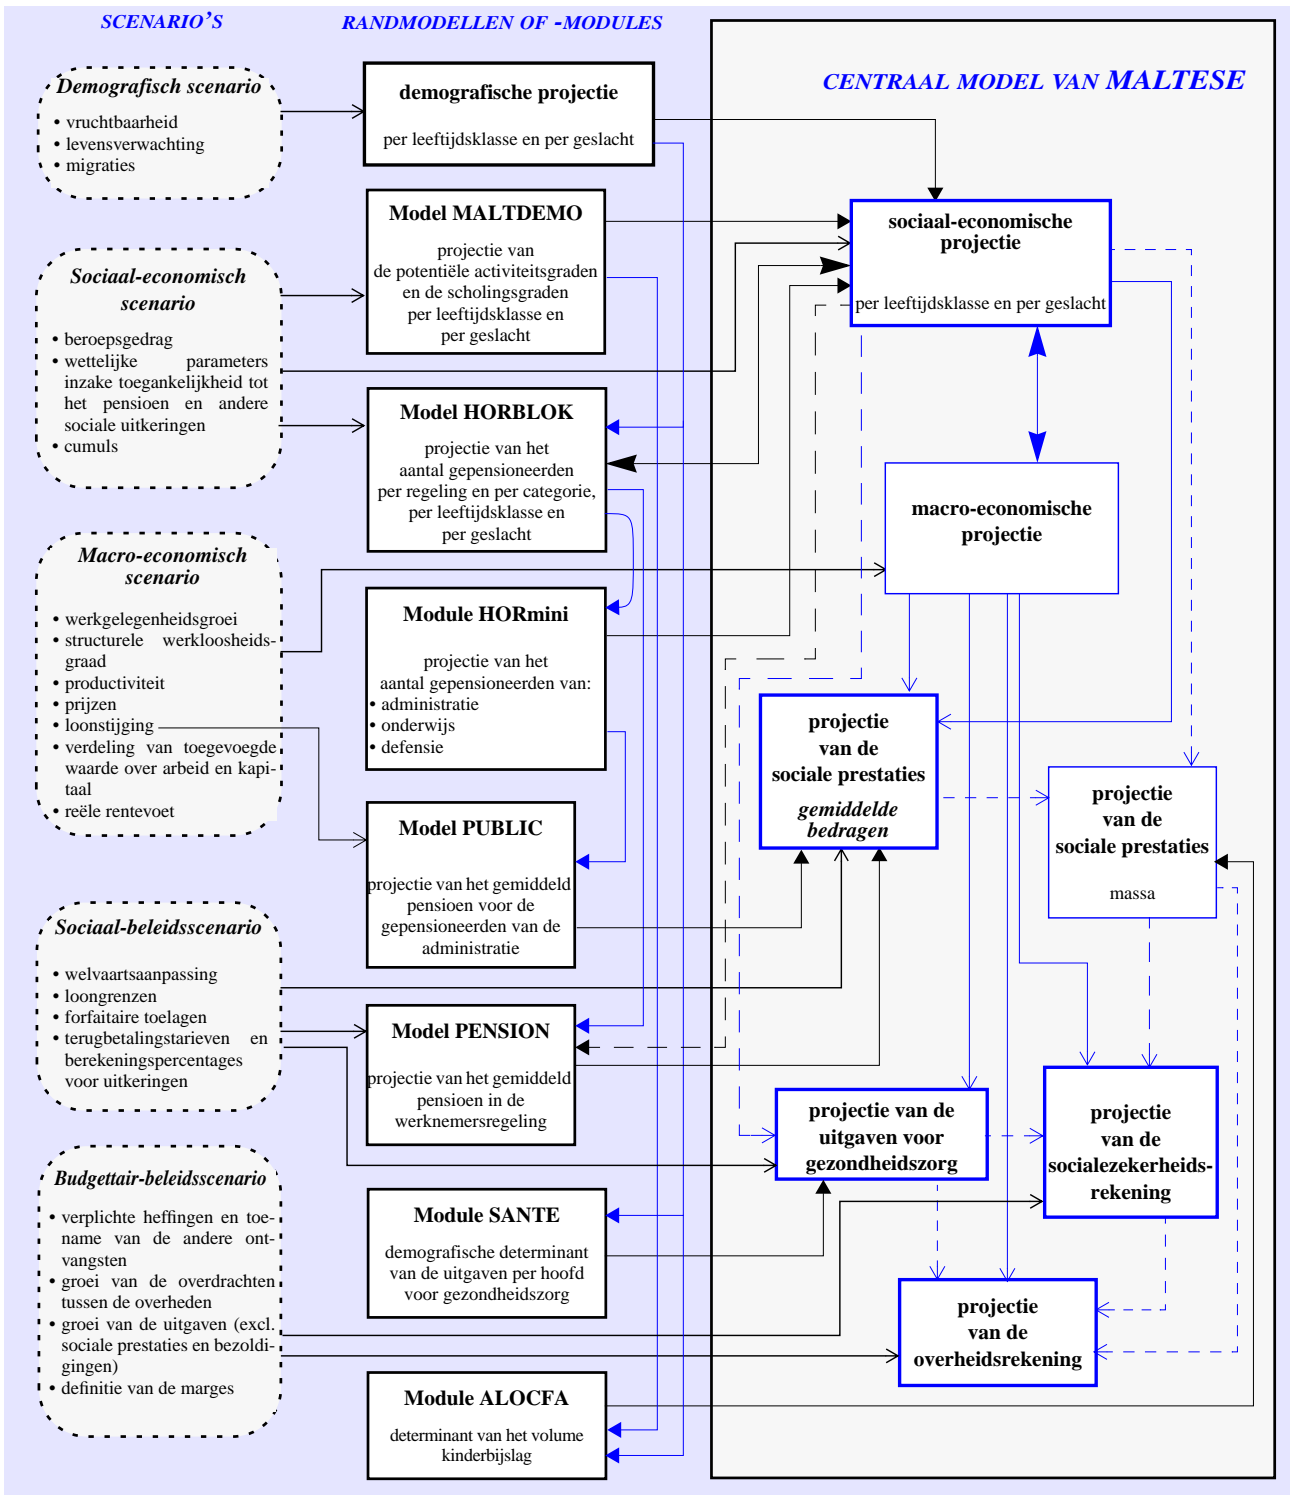 SCENARIO'S
RANDMODELLEN OF -MODULES
CENTRAAL MODEL VAN MALTESE
Demografisch scenario
• vruchtbaarheid
• levensverwachting
• migraties
Sociaal-economisch
scenario
• beroepsgedrag
• wettelijke parameters
inzake toegankelijkheid tot
het pensioen en andere
sociale uitkeringen
• cumuls
Macro-economisch
scenario
• werkgelegenheidsgroei
• structurele werkloosheids-
graad
• productiviteit
• prijzen
• loonstijging
• verdeling van toegevoegde
waarde over arbeid en kapi-
taal
• reële rentevoet
Sociaal-beleidsscenario
• welvaartsaanpassing
• loongrenzen
• forfaitaire toelagen
• terugbetalingstarieven en
berekeningspercentages
voor uitkeringen
Budgettair-beleidsscenario
• verplichte heffingen en toe-
name van de andere ont-
vangsten
• groei van de overdrachten
tussen de overheden
• groei van de uitgaven (excl.
sociale prestaties en bezoldi-
gingen)
• definitie van de marges
demografische projectie
per leeftijdsklasse en per geslacht
Model MALTDEMO
projectie van
de potentiële activiteitsgraden
en de scholingsgraden
per leeftijdsklasse en
per geslacht
Model HORBLOK
projectie van het
aantal gepensioneerden
per regeling en per categorie,
per leeftijdsklasse en
per geslacht
Module HORmini
projectie van het
aantal gepensioneerden van:
• administratie
• onderwijs
• defensie
Model PUBLIC
projectie van het gemiddeld
pensioen voor de
gepensioneerden van de
administratie
Model PENSION
projectie van het gemiddeld
pensioen in de
werknemersregeling
Module SANTE
demografische determinant
van de uitgaven per hoofd
voor gezondheidszorg
Module ALOCFA
determinant van het volume
kinderbijslag
sociaal-economische
projectie
per leeftijdsklasse en per geslacht
macro-economische
projectie
projectie
van de
sociale prestaties
gemiddelde
bedragen
projectie
van de
sociale prestaties
massa
projectie van de
uitgaven voor
gezondheidszorg
projectie
van de
socialezekerheids-
rekening
projectie
van de
overheidsrekening